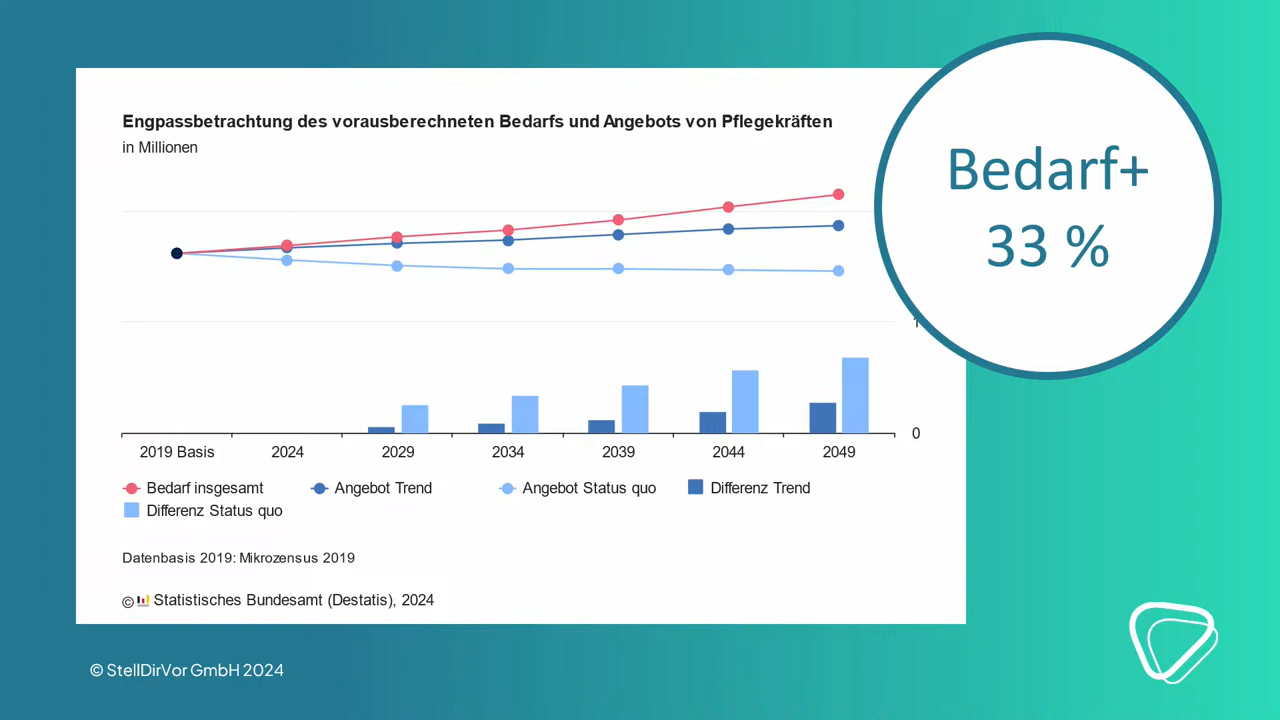 Engpassbetrachtung des vorausberechneten Bedarfs und Angebots von Pflegekräften
in Millionen
Bedarf+
33 %
1
0
2019 Basis 2024 2029 2034 2039 2044 2049
Bedarf insgesamt Angebot Trend Angebot Status quo Differenz Trend
Differenz Status quo
Datenbasis 2019: Mikrozensus 2019
© Statistisches Bundesamt (Destatis), 2024
© StellDirVor GmbH 2024